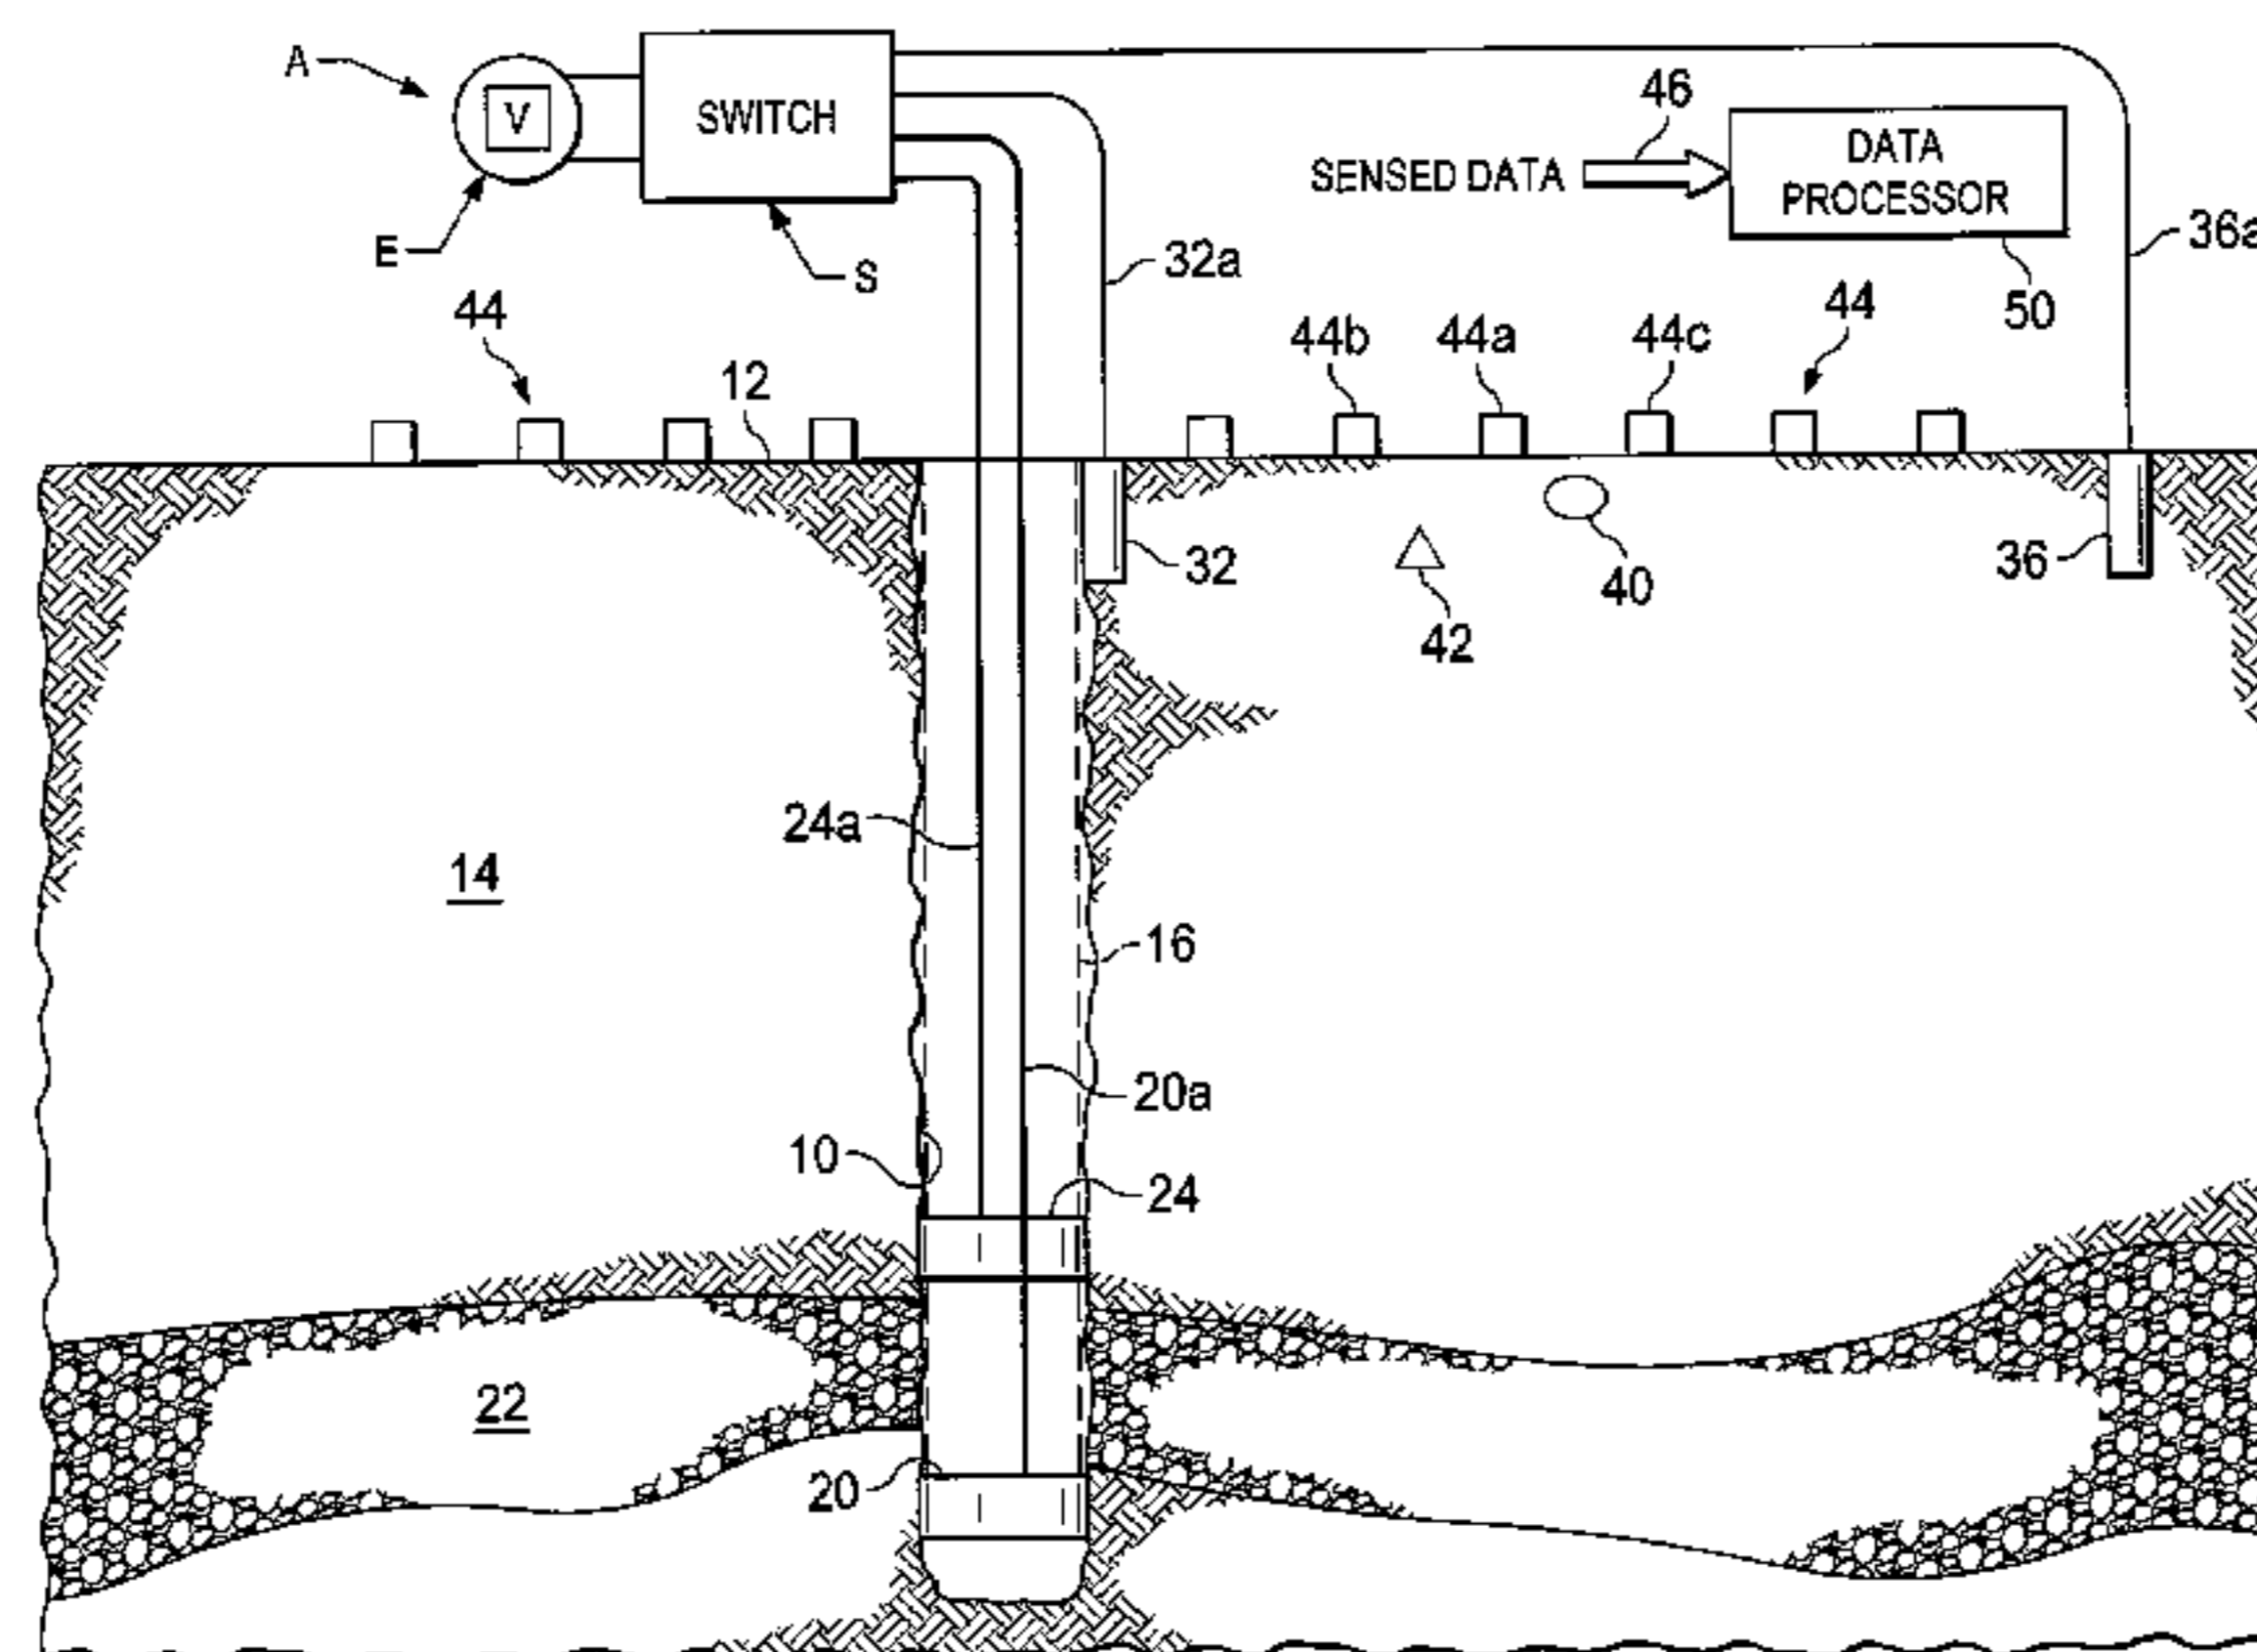 A
V
SWITCH
E
S
46
SENSED DATA
DATA
PROCESSOR
50
36a
32a
44
12
44b
44a
44c
44
32
40
42
36
24a
14
16
20a
10
24
22
20